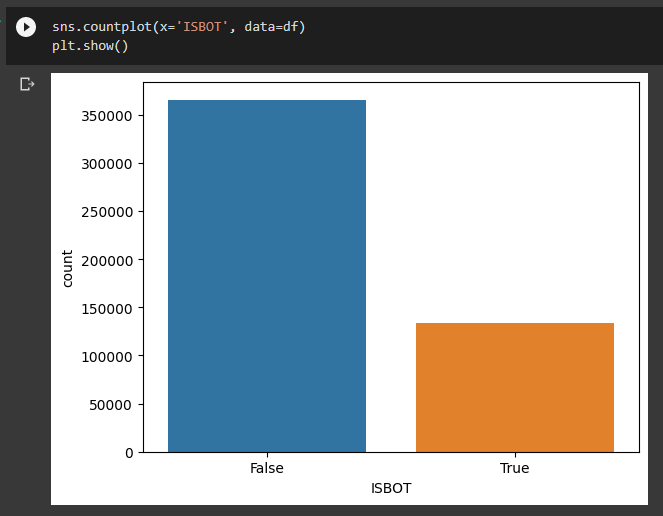 sns.countplot(x='ISBOT', data=df)
plt.show()
350000
300000
250000
200000
150000
100000
50000
0
count
False True
ISBOT